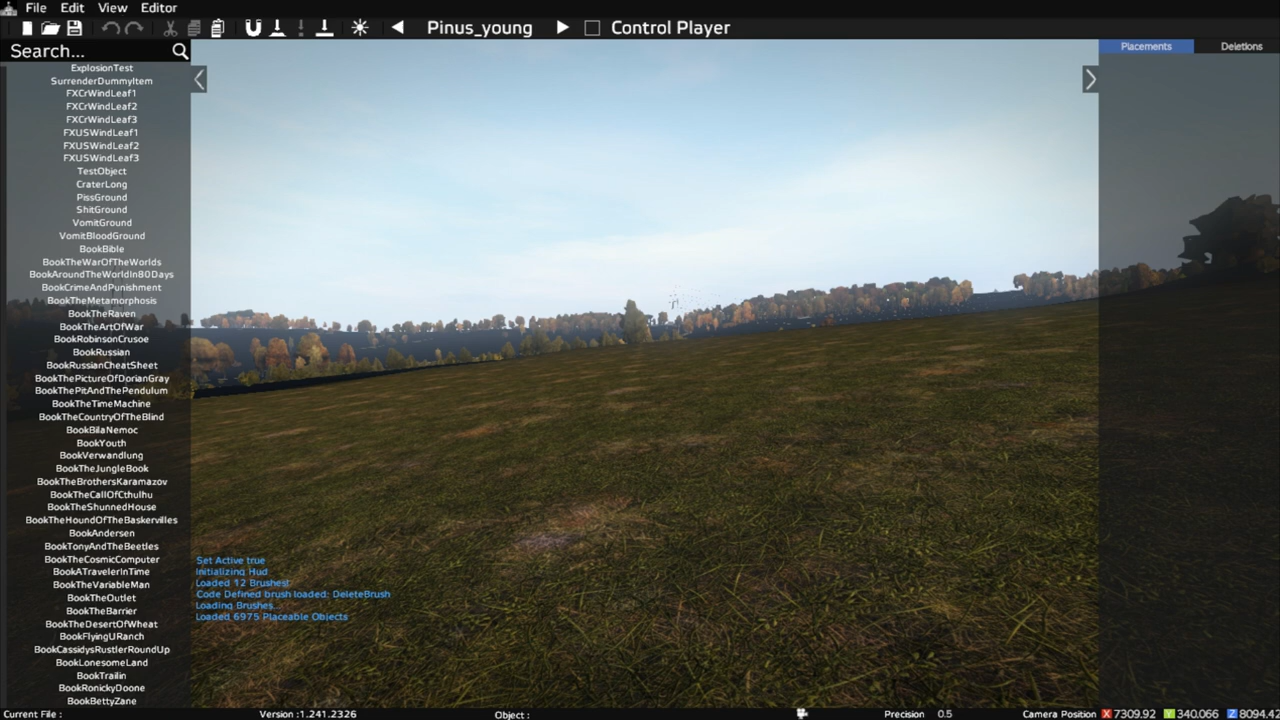 File Edit View Editor
Pinus_young Control Player
Search...
Placements Deletions
ExplosionTest
SurrenderDummyItem
FXCrWindLeaf1
FXCrWindLeaf2
FXCrWindLeaf3
FXUSWindLeaf1
FXUSWindLeaf2
FXUSWindLeaf3
TestObject
CraterLong
PissGround
ShitGround
VomitGround
VomitBloodGround
BookBible
BookTheWarOfTheWorlds
BookAroundTheWorldIn80Days
BookCrimeAndPunishment
BookTheMetamorphosis
BookTheRaven
BookTheArtOfWar
BookRobinsonCrusoe
BookRussian
BookRussianCheatSheet
BookThePictureOfDorianGray
BookThePitAndThePendulum
BookTheTimeMachine
BookTheCountryOfTheBlind
BookBilaNemoc
BookYouth
BookVerwandlung
BookTheJungleBook
BookTheBrothersKaramazov
BookTheCallOfCthulhu
BookTheShunnedHouse
BookTheHoundOfTheBaskervilles
BookAndersen
BookTonyAndTheBeetles
BookTheCosmicComputer
BookATravelerInTime
BookTheVariableMan
BookTheOutlet
BookTheBarrier
BookTheDesertOfWheat
BookFlyingURanch
BookCassidysRustlerRoundUp
BookLonesomeLand
BookTrailin
BookRonickyDoone
BookBettyZane
Set Active true
Initializing Hud
Loaded 12 Brushes!
Code Defined brush loaded: DeleteBrush
Loading Brushes...
Loaded 6975 Placeable Objects
Current File : Version :1.241.2326 Object : Precision 0.5 Camera Position X 7309.92 Y 340.066 Z 8094.42